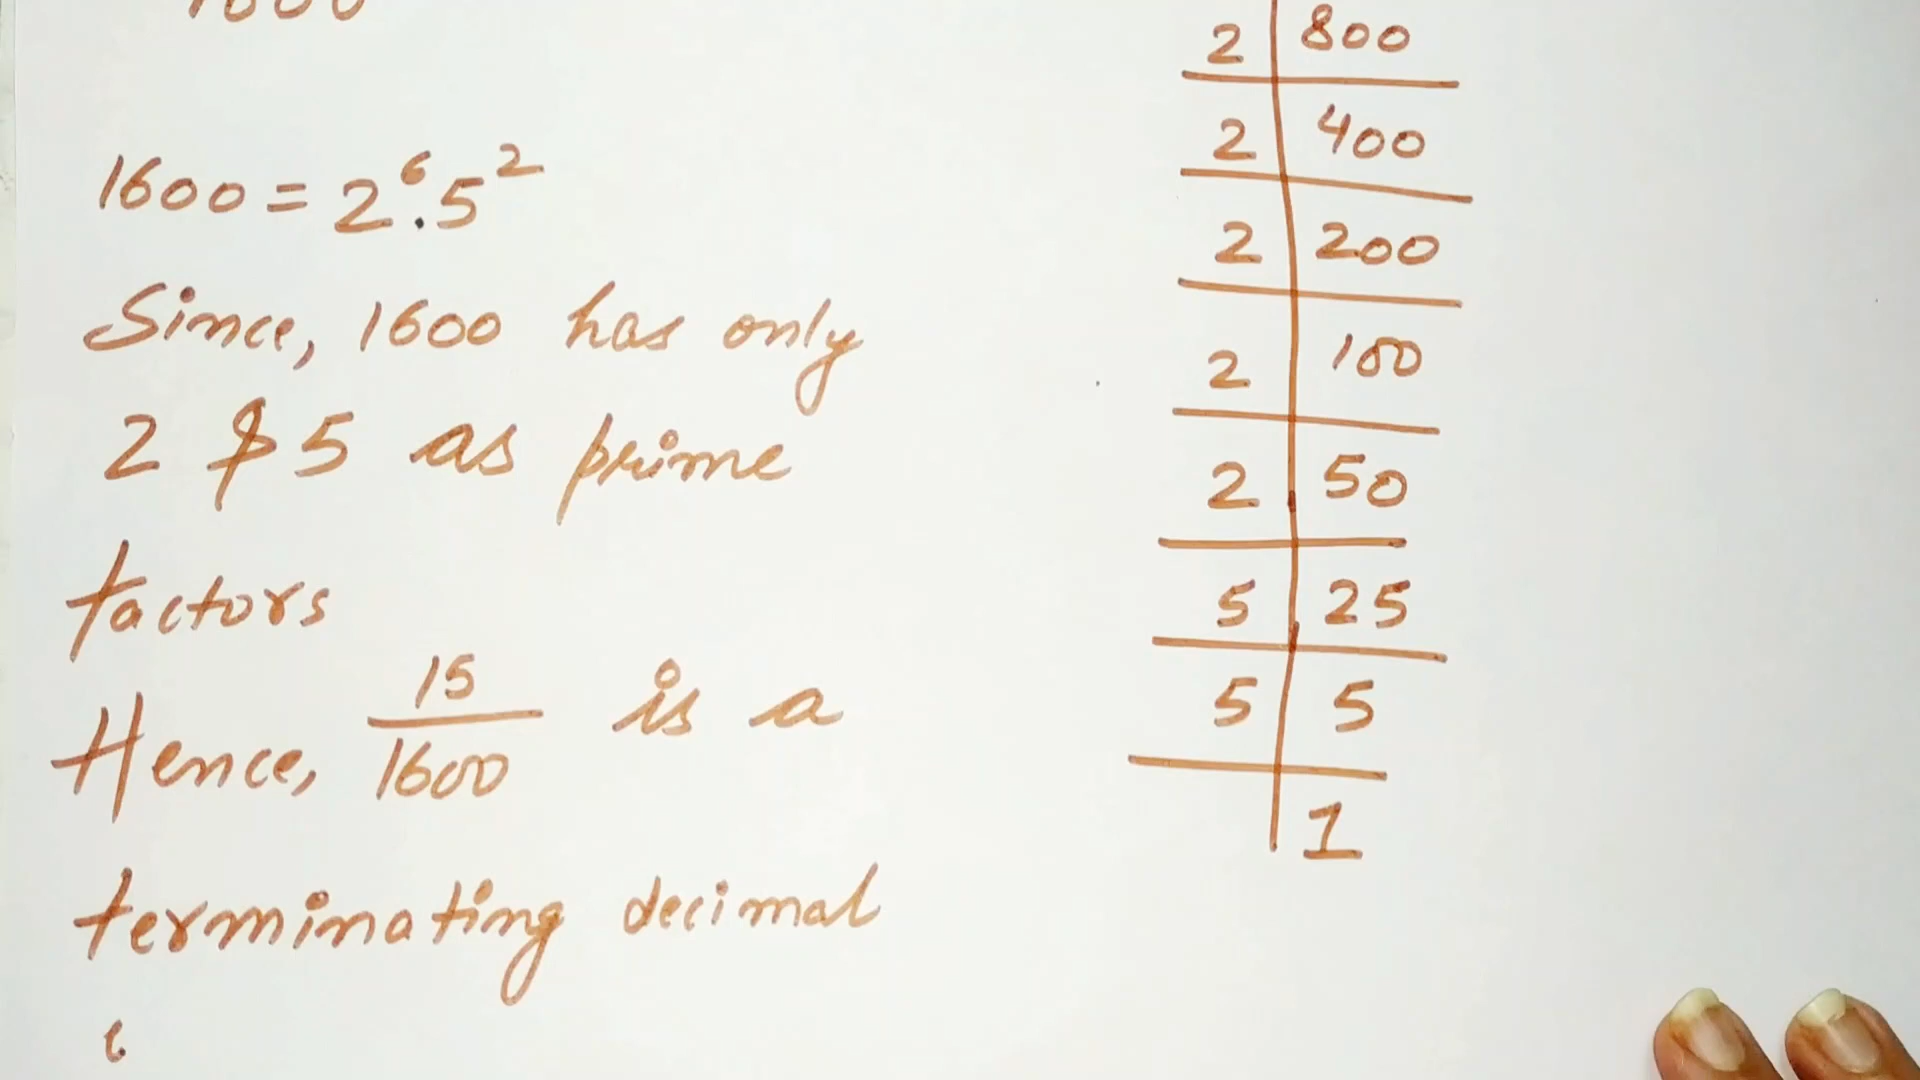 1600 = 2⁶.5²
Since, 1600 has only
2 & 5 as prime
factors
Hence, 15/1600 is a
terminating decimal
2 | 800
2 | 400
2 | 200
2 | 100
2 | 50
5 | 25
5 | 5
1